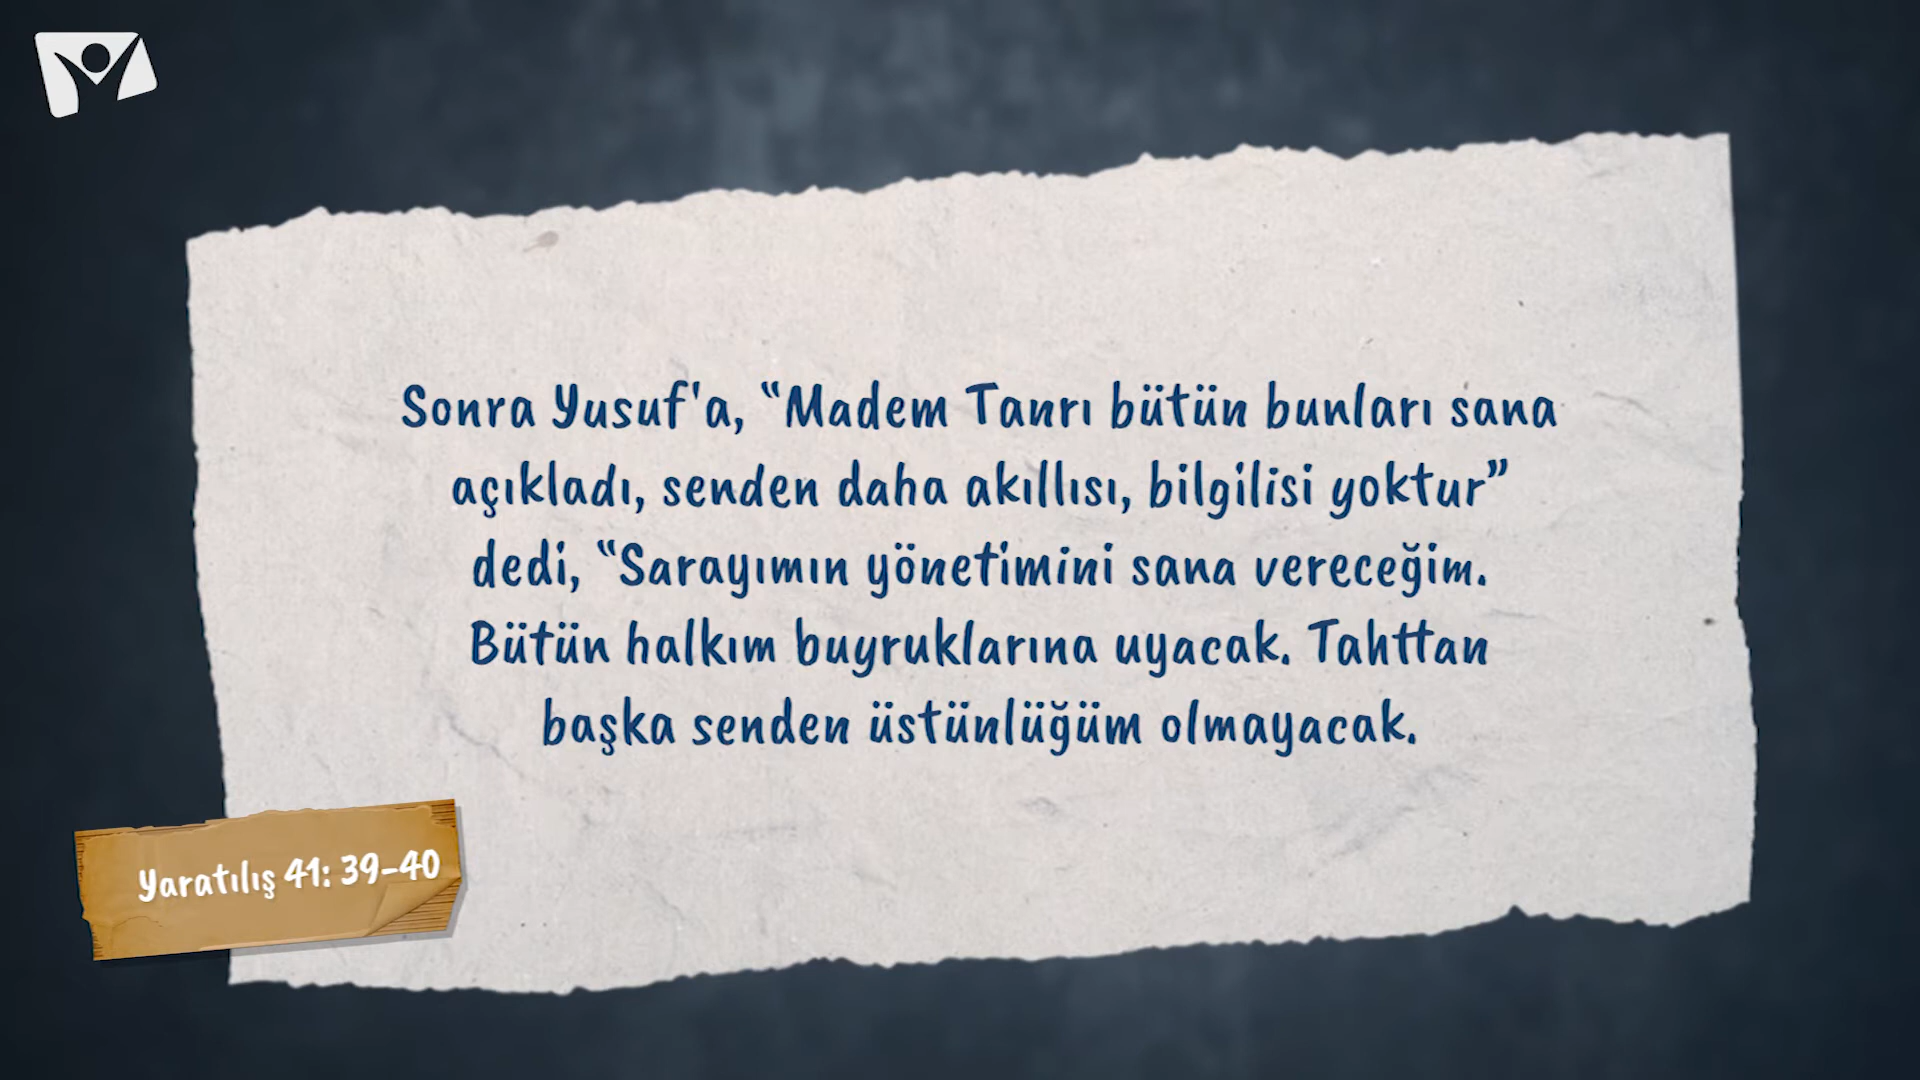 Sonra Yusuf'a, “Madem Tanrı bütün bunları sana
açıkladı, senden daha akıllısı, bilgilisi yoktur”
dedi, “Sarayımın yönetimini sana vereceğim.
Bütün halkım buyruklarına uyacak. Tahttan
başka senden üstünlüğüm olmayacak.
Yaratılış 41: 39-40